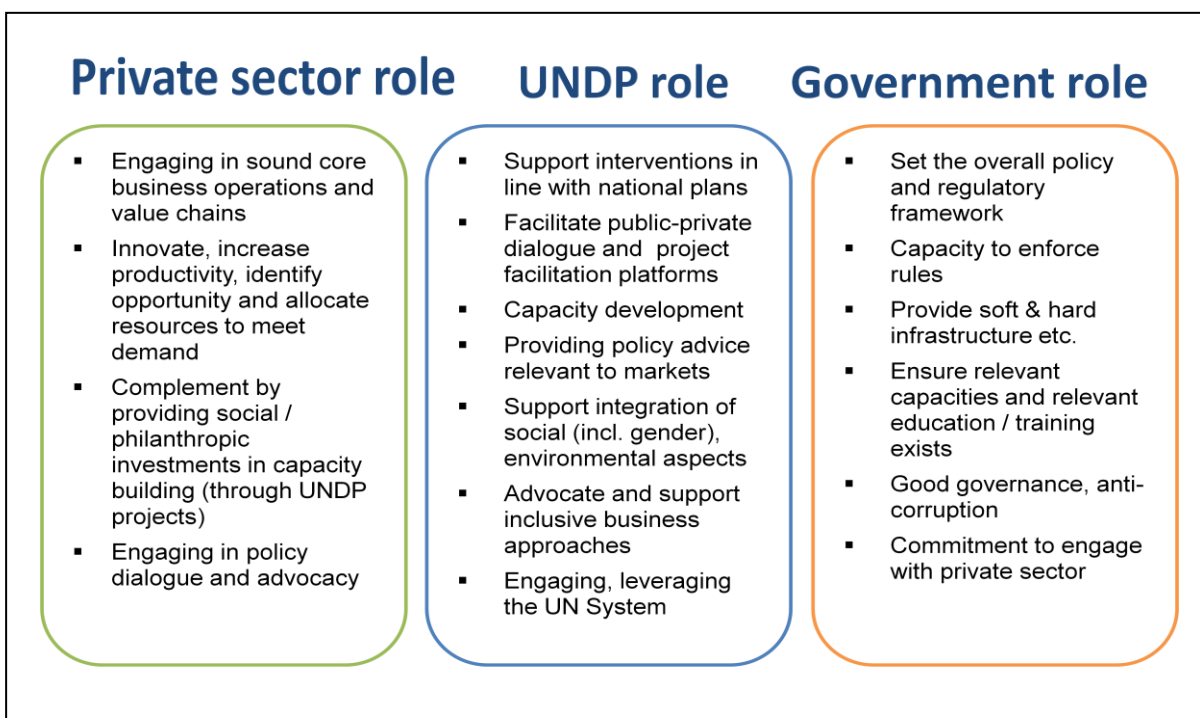 Private sector role
▪ Engaging in sound core
business operations and
value chains
▪ Innovate, increase
productivity, identify
opportunity and allocate
resources to meet
demand
▪ Complement by
providing social /
philanthropic
investments in capacity
building (through UNDP
projects)
▪ Engaging in policy
dialogue and advocacy
UNDP role
▪ Support interventions in
line with national plans
▪ Facilitate public-private
dialogue and project
facilitation platforms
▪ Capacity development
▪ Providing policy advice
relevant to markets
▪ Support integration of
social (incl. gender),
environmental aspects
▪ Advocate and support
inclusive business
approaches
▪ Engaging, leveraging
the UN System
Government role
▪ Set the overall policy
and regulatory
framework
▪ Capacity to enforce
rules
▪ Provide soft & hard
infrastructure etc.
▪ Ensure relevant
capacities and relevant
education / training
exists
▪ Good governance, anti-
corruption
▪ Commitment to engage
with private sector